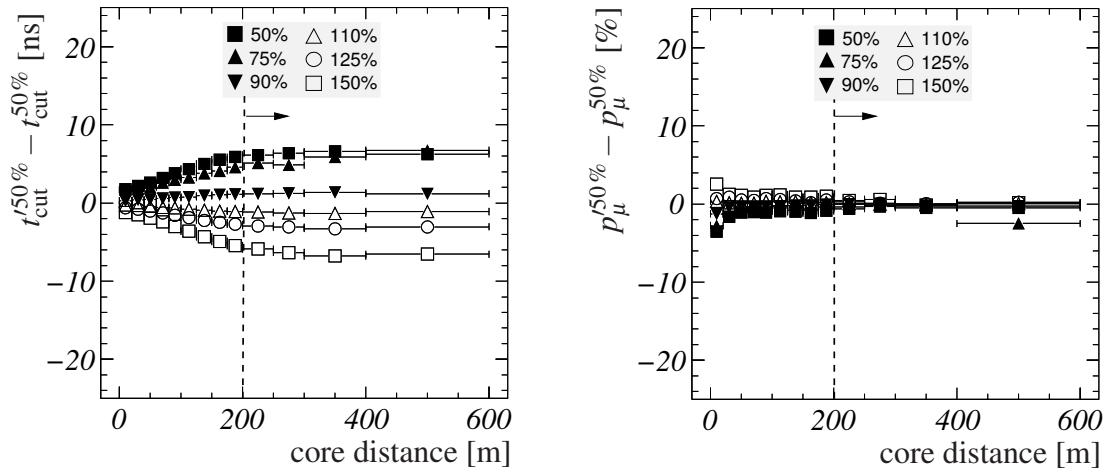 t′50%cut − t50%cut [ns]
20
10
0
−10
−20
50% 110%
75% 125%
90% 150%
0 200 400 600
core distance [m]
p′50%μ − p50%μ [%]
20
10
0
−10
−20
50% 110%
75% 125%
90% 150%
0 200 400 600
core distance [m]